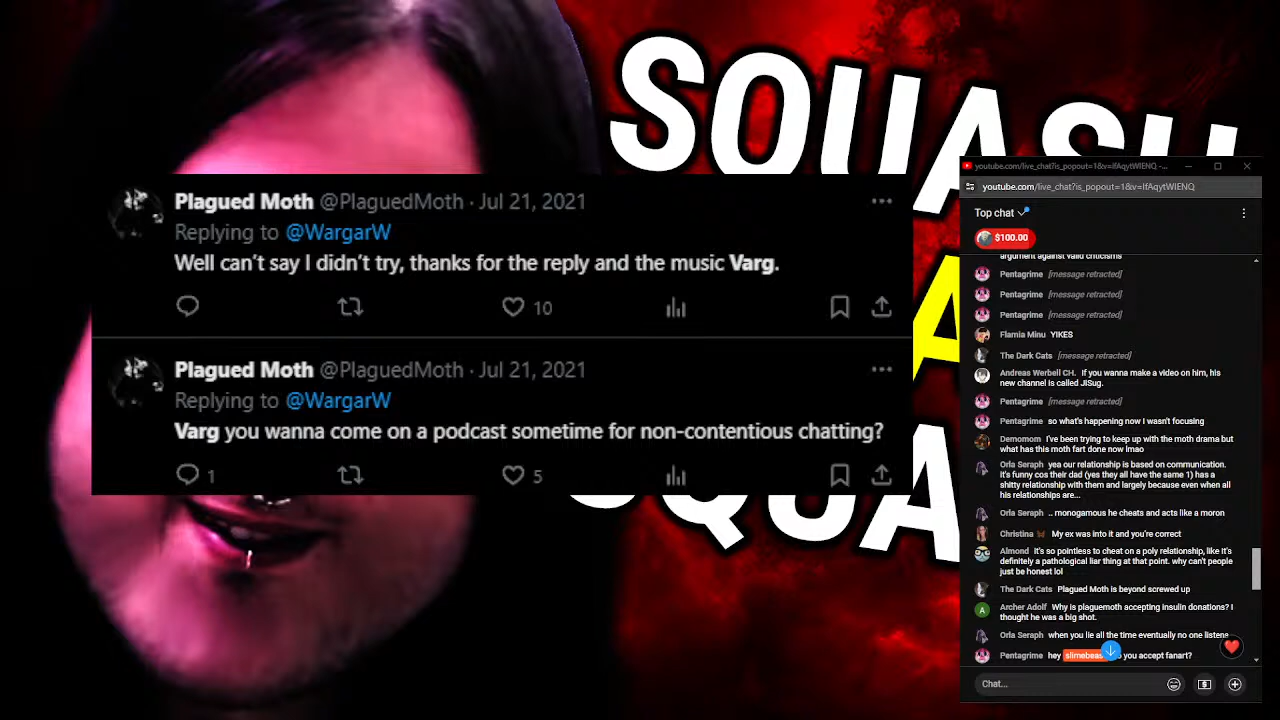 SQUASH
Plagued Moth @PlaguedMoth · Jul 21, 2021
Replying to @WargarW
Well can't say I didn't try, thanks for the reply and the music Varg.
10
Plagued Moth @PlaguedMoth · Jul 21, 2021
Replying to @WargarW
Varg you wanna come on a podcast sometime for non-contentious chatting?
1
5
A
SQUA
youtube.com/live_chat?is_popout=1&v=lfAqytWlENQ -...
youtube.com/live_chat?is_popout=1&v=lfAqytWlENQ
Top chat
$100.00
argument against valid criticisms
Pentagrime [message retracted]
Pentagrime [message retracted]
Pentagrime [message retracted]
Flamia Minu YIKES
The Dark Cats [message retracted]
Andreas Werbell CH. If you wanna make a video on him, his
new channel is called JiSug.
Pentagrime [message retracted]
Pentagrime so what's happening now I wasn't focusing
Demomom I've been trying to keep up with the moth drama but
what has this moth fart done now lmao
Orla Seraph yea our relationship is based on communication.
It's funny cos their dad (yes they all have the same 1) has a
shitty relationship with them and largely because even when all
his relationships are...
Orla Seraph .. monogamous he cheats and acts like a moron
Christina My ex was into it and you're correct
Almond It's so pointless to cheat on a poly relationship, like it's
definitely a pathological liar thing at that point. why can't people
just be honest lol
The Dark Cats Plagued Moth is beyond screwed up
Archer Adolf Why is plaguemoth accepting insulin donations? I
thought he was a big shot.
Orla Seraph when you lie all the time eventually no one listens
Pentagrime hey slimebeas you accept fanart?
Chat...